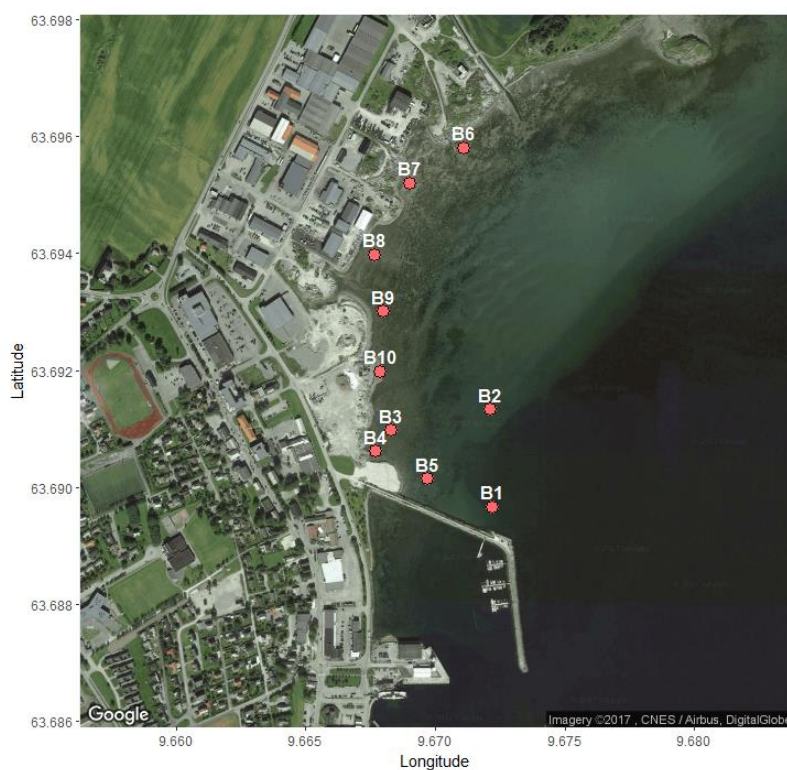 63.698
63.696
63.694
63.692
63.690
63.688
63.686
Latitude
B6
B7
B8
B9
B10
B2
B3
B4
B5
B1
Google
Imagery ©2017 , CNES / Airbus, DigitalGlobe
9.660
9.665
9.670
9.675
9.680
Longitude